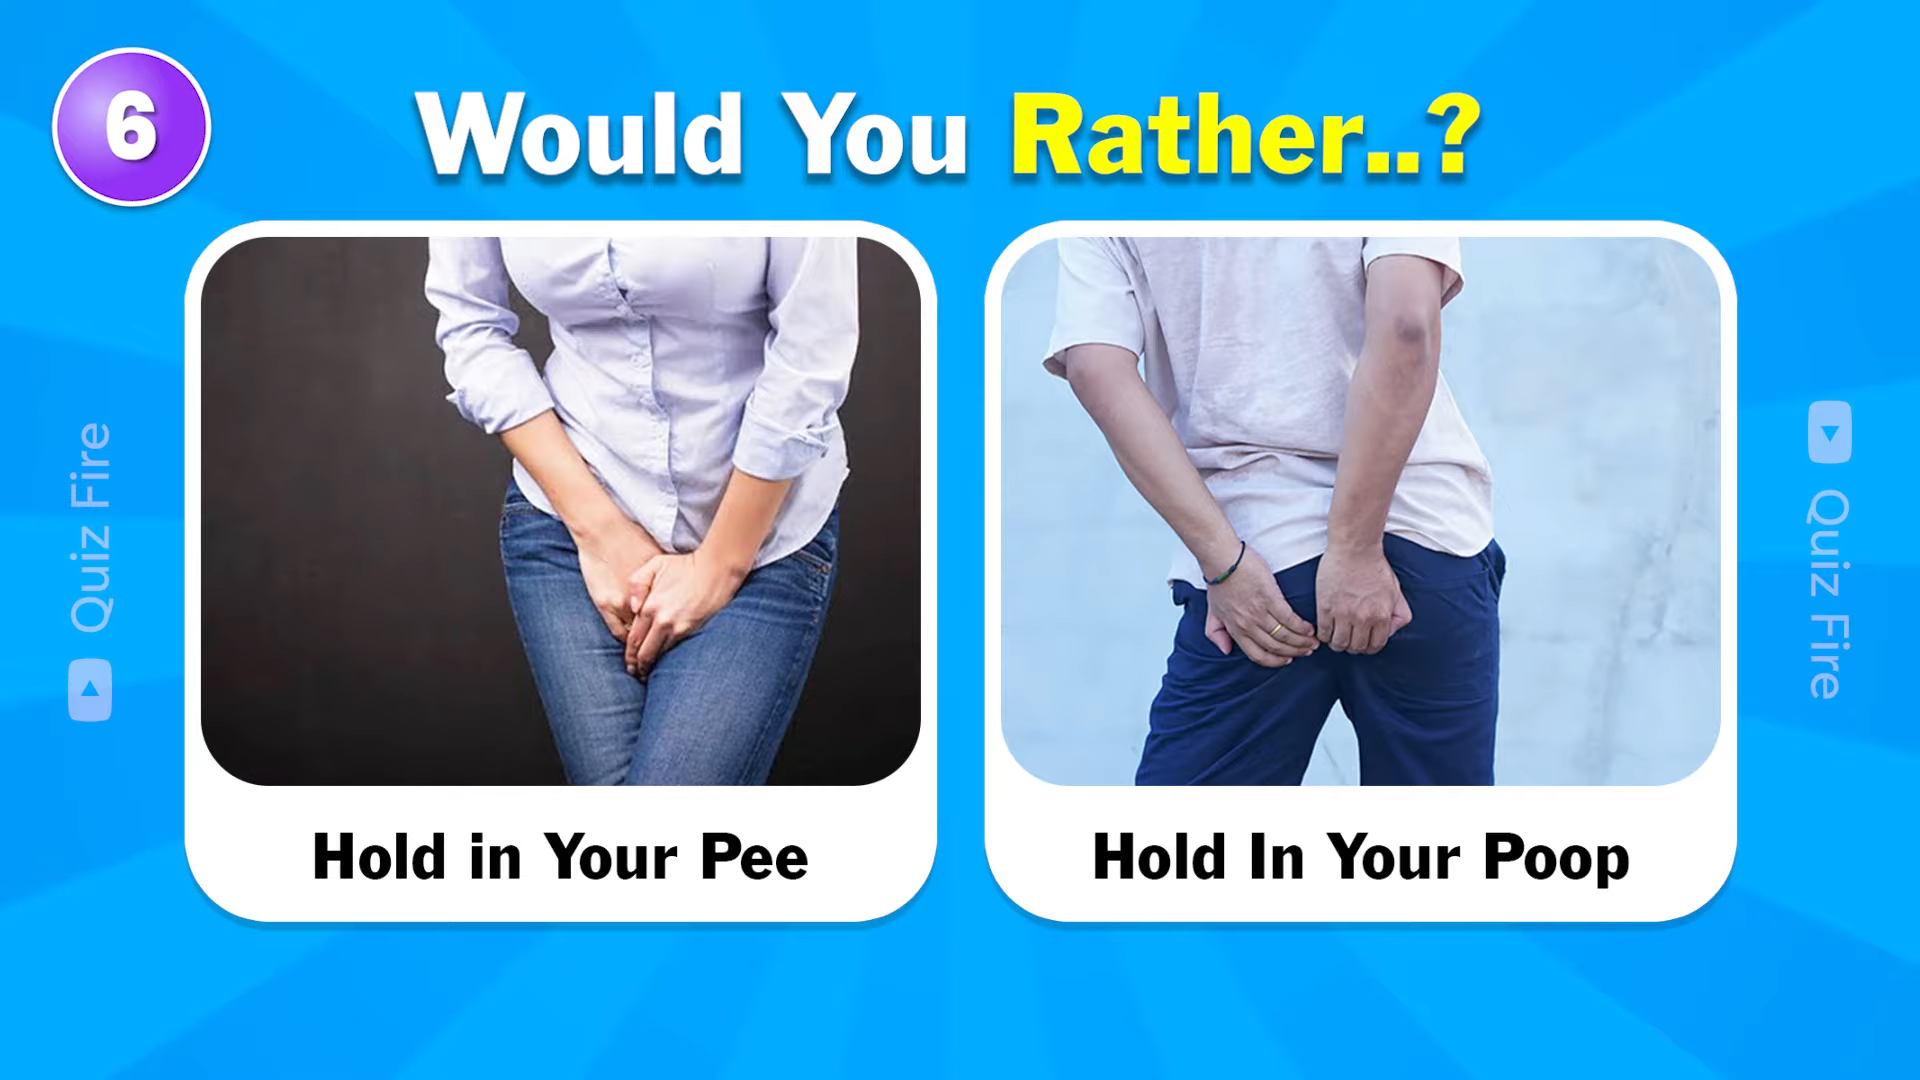 6
Would You Rather..?
Quiz Fire
Quiz Fire
Hold in Your Pee
Hold In Your Poop